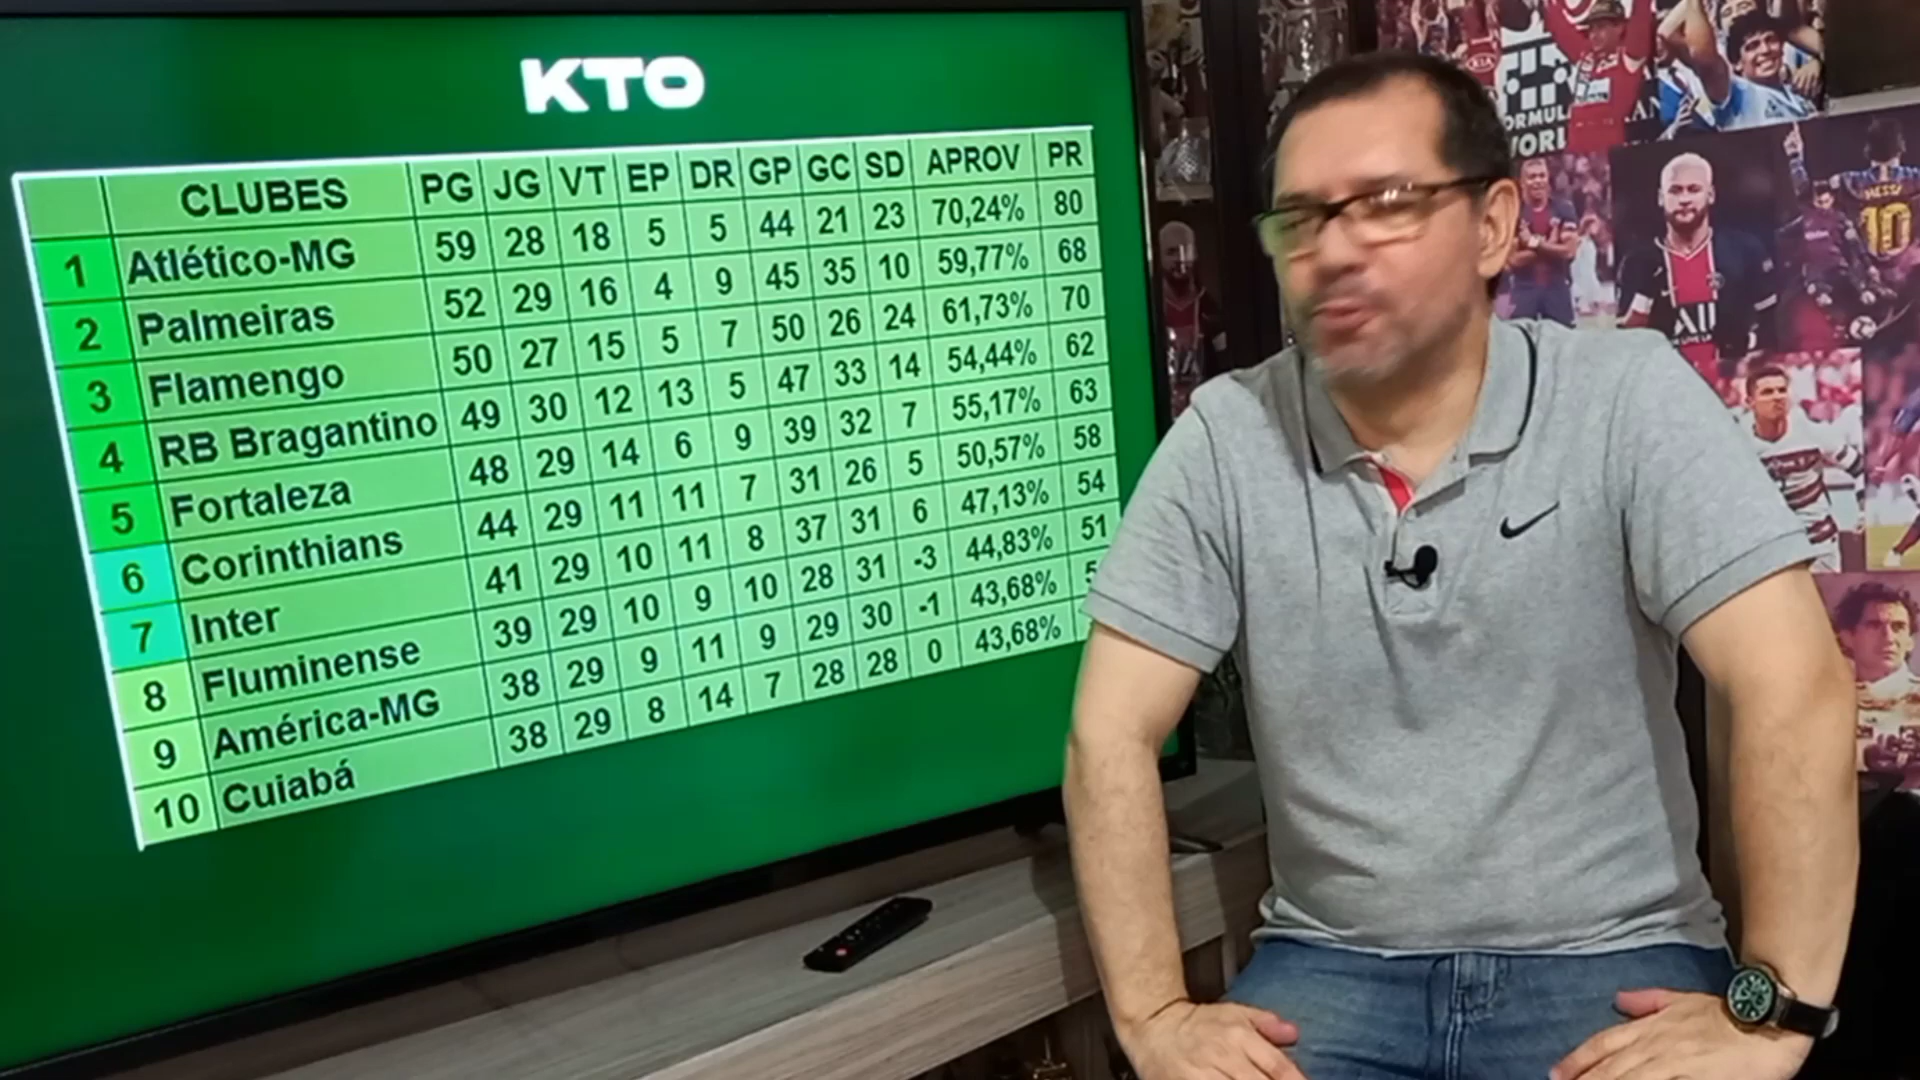 KTO
CLUBES PG JG VT EP DR GP GC SD APROV PR
1 Atlético-MG 59 28 18 5 5 44 21 23 70,24% 80
2 Palmeiras 52 29 16 4 9 45 35 10 59,77% 68
3 Flamengo 50 27 15 5 7 50 26 24 61,73% 70
4 RB Bragantino 49 30 12 13 5 47 33 14 54,44% 62
5 Fortaleza 48 29 14 6 9 39 32 7 55,17% 63
6 Corinthians 44 29 11 11 7 31 26 5 50,57% 58
7 Inter 41 29 10 11 8 37 31 6 47,13% 54
8 Fluminense 39 29 10 9 10 28 31 -3 44,83% 51
9 América-MG 38 29 9 11 9 29 30 -1 43,68%
10 Cuiabá 38 29 8 14 7 28 28 0 43,68%
KIA
MESSI
10